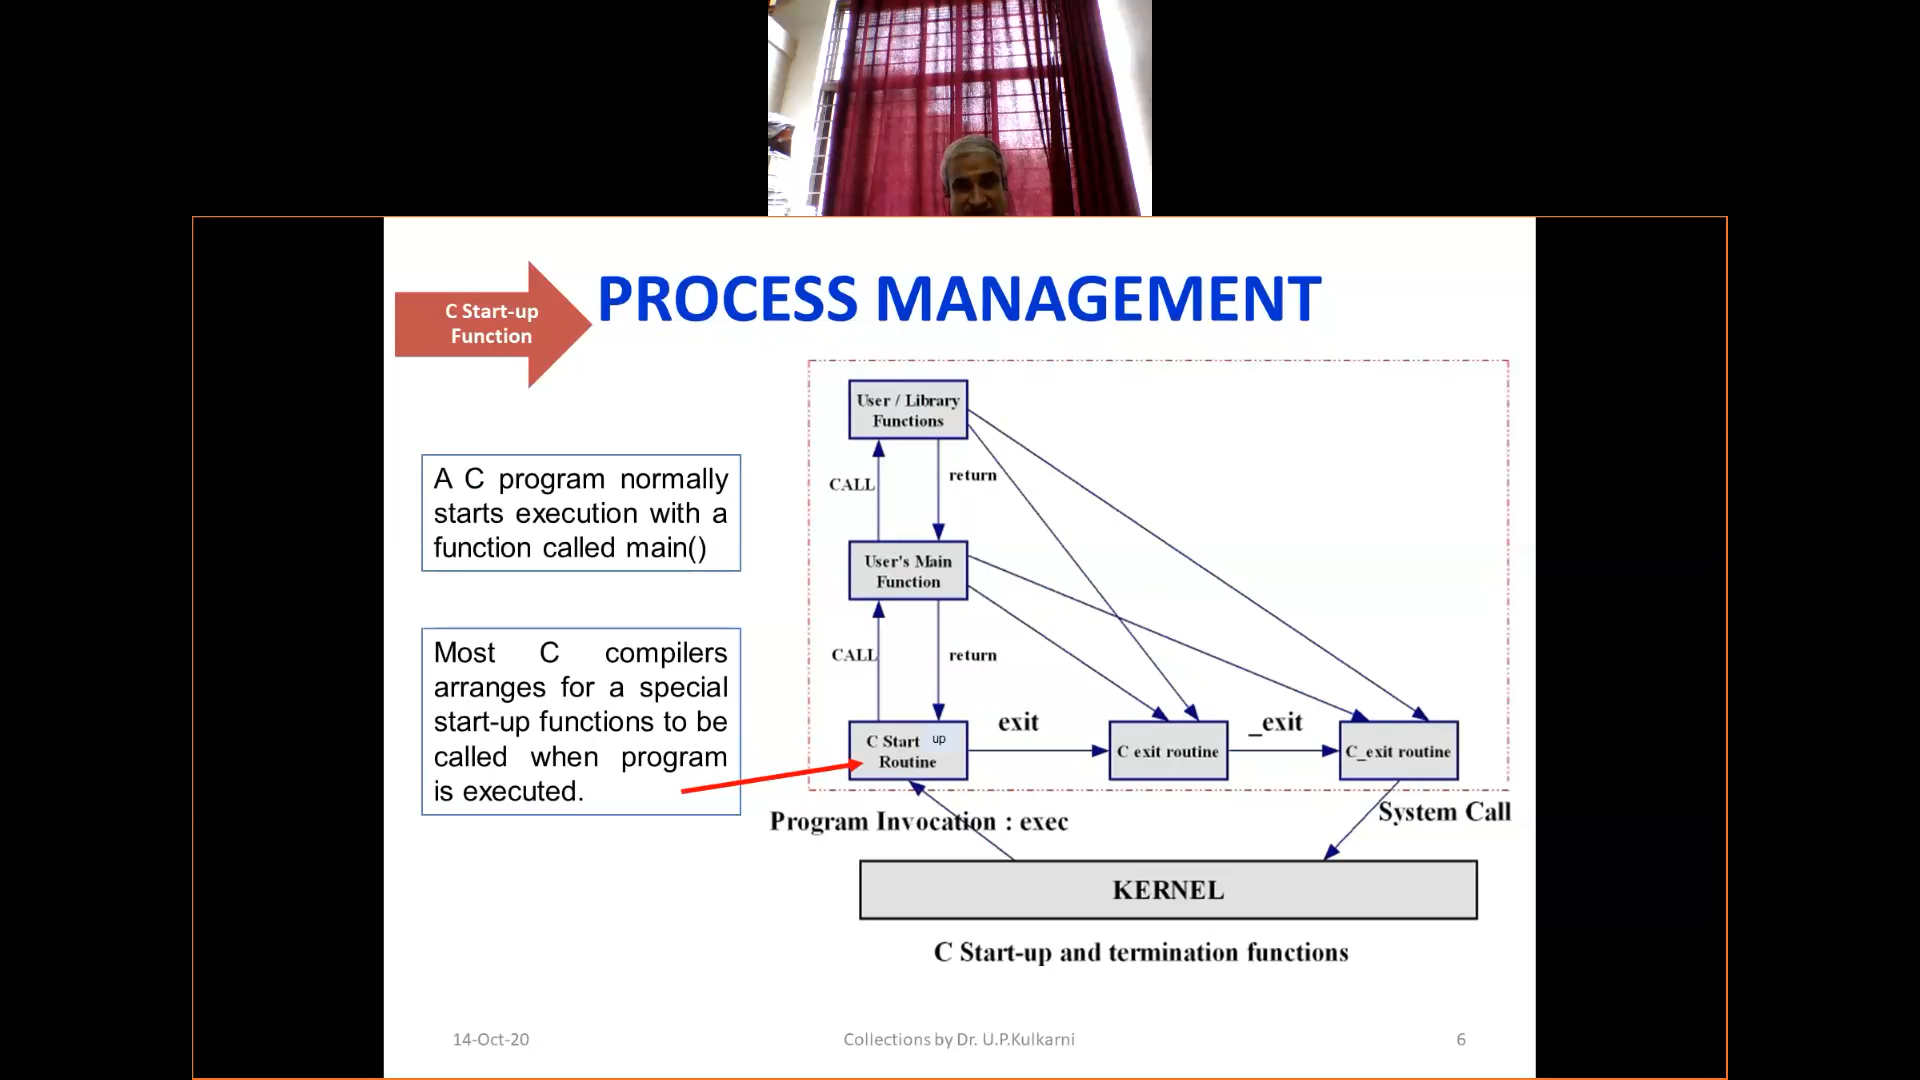 C Start-up
Function
PROCESS MANAGEMENT
A C program normally
starts execution with a
function called main()
Most C compilers
arranges for a special
start-up functions to be
called when program
is executed.
User / Library
Functions
CALL
return
User's Main
Function
CALL
return
C Start up
Routine
exit
C exit routine
_exit
C_exit routine
Program Invocation : exec
System Call
KERNEL
C Start-up and termination functions
14-Oct-20
Collections by Dr. U.P.Kulkarni
6